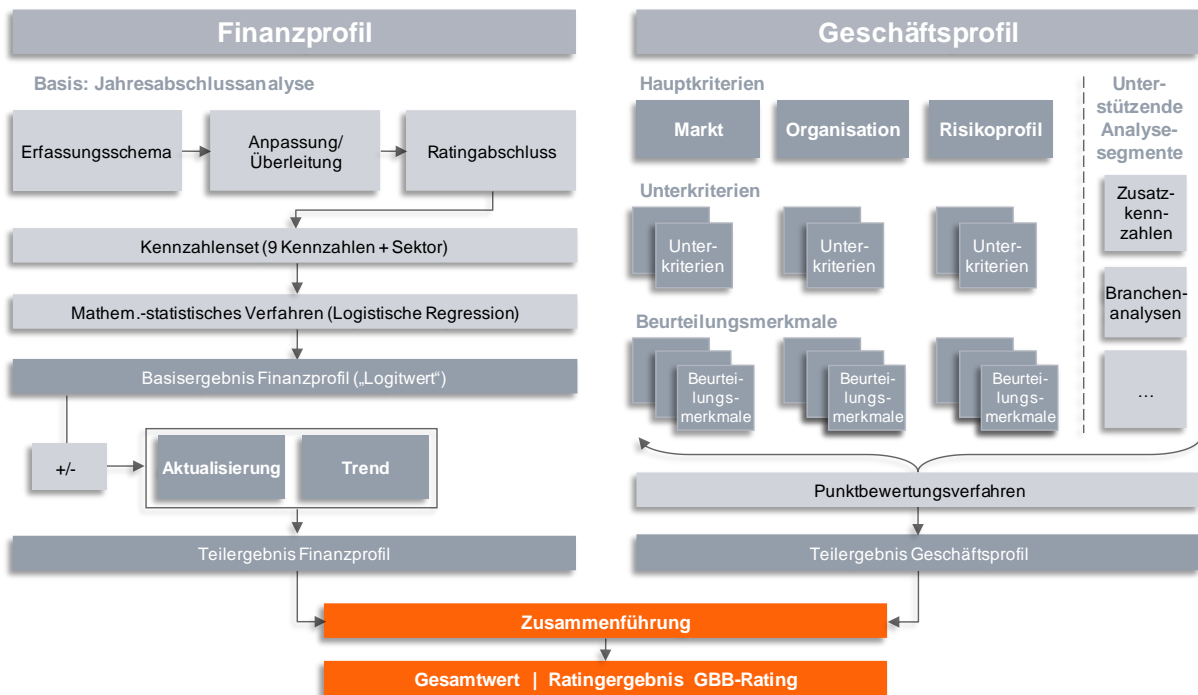 Finanzprofil
Basis: Jahresabschlussanalyse
Erfassungsschema
Anpassung/
Überleitung
Ratingabschluss
Kennzahlenset (9 Kennzahlen + Sektor)
Mathem.-statistisches Verfahren (Logistische Regression)
Basisergebnis Finanzprofil („Logitwert“)
+/-
Aktualisierung
Trend
Teilergebnis Finanzprofil
Geschäftsprofil
Hauptkriterien
Markt
Organisation
Risikoprofil
Unterkriterien
Unter-
kriterien
Unter-
kriterien
Unter-
kriterien
Beurteilungsmerkmale
Beurtei-
lungs-
merkmale
Beurtei-
lungs-
merkmale
Beurtei-
lungs-
merkmale
Unter-
stützende
Analyse-
segmente
Zusatz-
kenn-
zahlen
Branchen-
analysen
...
Punktbewertungsverfahren
Teilergebnis Geschäftsprofil
Zusammenführung
Gesamtwert | Ratingergebnis GBB-Rating